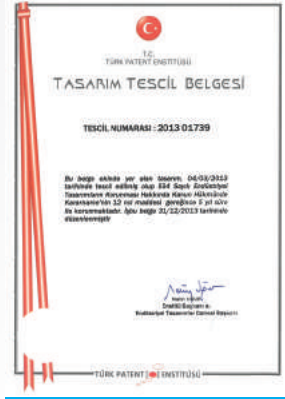 T.C.
TÜRK PATENT ENSTİTÜSÜ
TASARIM TESCİL BELGESİ
TESCİL NUMARASI : 2013 01739
Bu belge ekinde yer alan tasarım, 04/03/2013
tarihinde tescil edilmiş olup 554 Sayılı Endüstriyel
Tasarımların Korunması Hakkında Kanun Hükmünde
Kararname'nin 12 nci maddesi gereğince 5 yıl süre
ile korunmaktadır. İşbu belge 31/12/2013 tarihinde
düzenlenmiştir
Enstitü Başkanı a.
Endüstriyel Tasarımlar Dairesi Başkanı
TÜRK PATENT ENSTİTÜSÜ